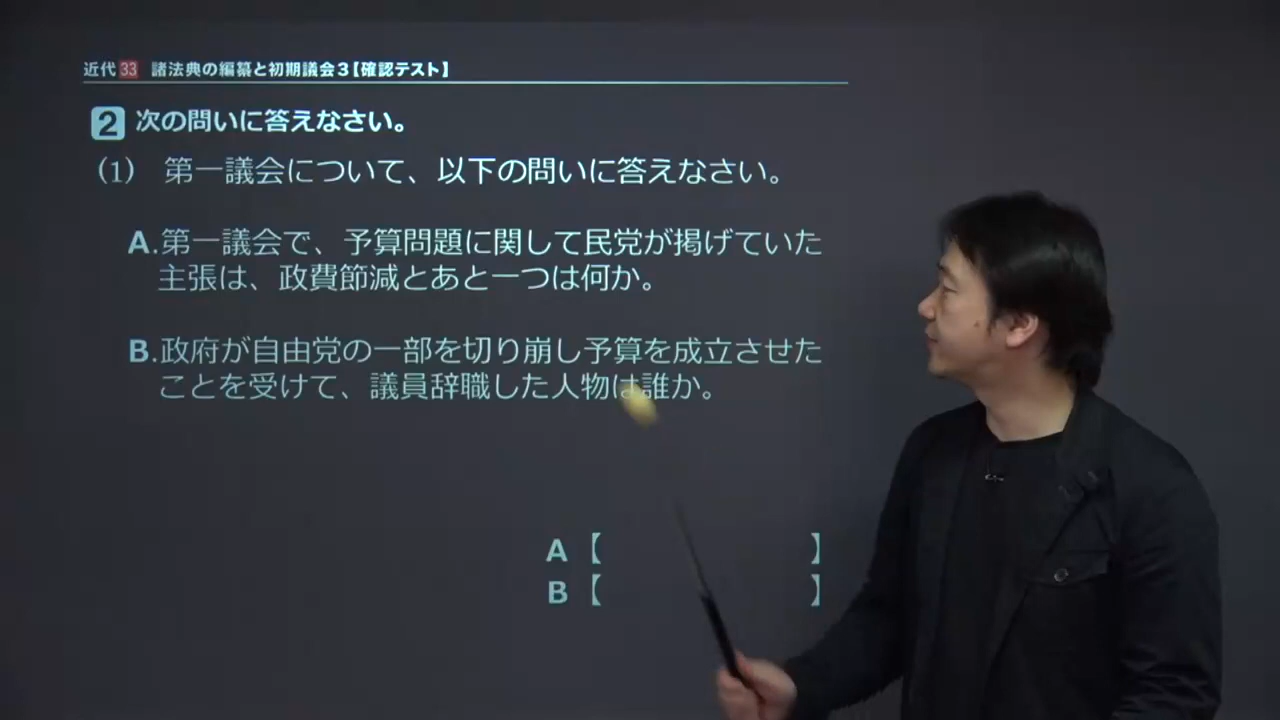 近代33 諸法典の編纂と初期議会3【確認テスト】
2 次の問いに答えなさい。
(1) 第一議会について、以下の問いに答えなさい。
A.第一議会で、予算問題に関して民党が掲げていた
主張は、政費節減とあと一つは何か。
B.政府が自由党の一部を切り崩し予算を成立させた
ことを受けて、議員辞職した人物は誰か。
A【 】
B【 】